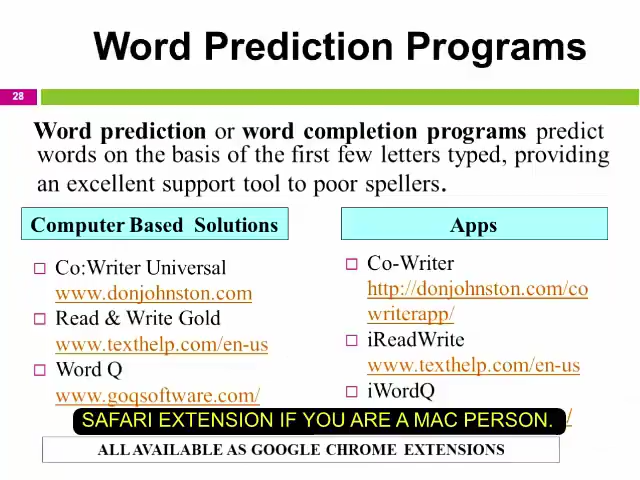 Word Prediction Programs
28
Word prediction or word completion programs predict
words on the basis of the first few letters typed, providing
an excellent support tool to poor spellers.
Computer Based Solutions
Co:Writer Universal
www.donjohnston.com
Read & Write Gold
www.texthelp.com/en-us
Word Q
www.goqsoftware.com/
Apps
Co-Writer
http://donjohnston.com/co
writerapp/
iReadWrite
www.texthelp.com/en-us
iWordQ
SAFARI EXTENSION IF YOU ARE A MAC PERSON.
ALL AVAILABLE AS GOOGLE CHROME EXTENSIONS